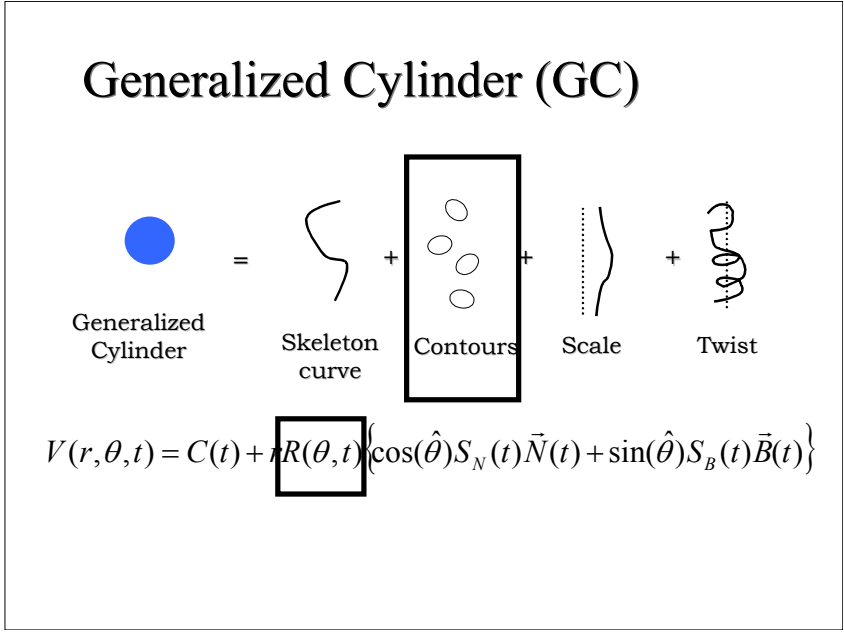 Generalized Cylinder (GC)
= + + +
Generalized
Cylinder
Skeleton
curve
Contours
Scale
Twist
V(r,θ,t) = C(t) + rR(θ,t){cos(θ̂)S_N(t)N⃗(t) + sin(θ̂)S_B(t)B⃗(t)}